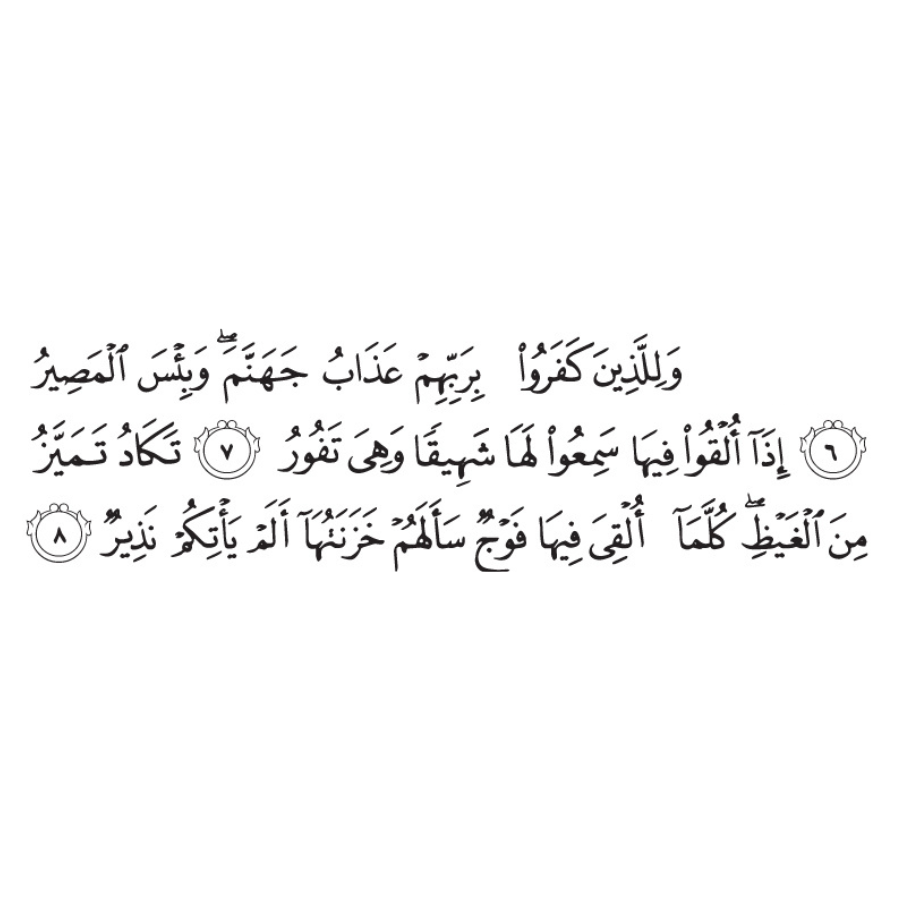 وَلِلَّذِينَ كَفَرُوا۟ بِرَبِّهِمْ عَذَابُ جَهَنَّمَ ۖ وَبِئْسَ ٱلْمَصِيرُ
٦ إِذَآ أُلْقُوا۟ فِيهَا سَمِعُوا۟ لَهَا شَهِيقًا وَهِىَ تَفُورُ ٧ تَكَادُ تَمَيَّزُ
مِنَ ٱلْغَيْظِ ۖ كُلَّمَآ أُلْقِىَ فِيهَا فَوْجٌ سَأَلَهُمْ خَزَنَتُهَآ أَلَمْ يَأْتِكُمْ نَذِيرٌ ٨